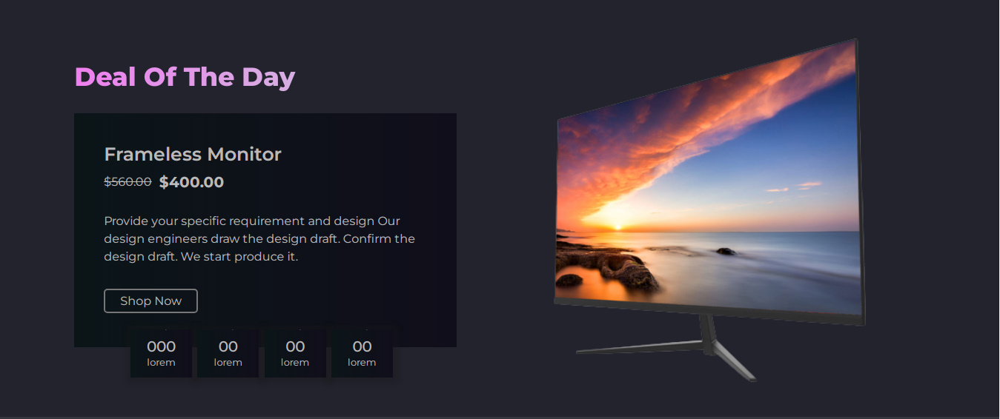 Deal Of The Day
Frameless Monitor
$560.00 $400.00
Provide your specific requirement and design Our
design engineers draw the design draft. Confirm the
design draft. We start produce it.
Shop Now
000 00 00 00
lorem lorem lorem lorem